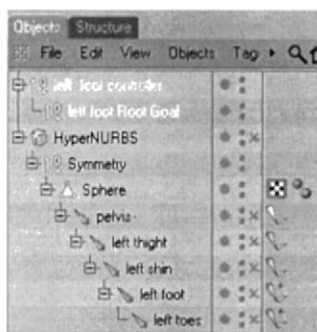 Objects Structure
File Edit View Objects Tag
left foot controller
left foot Root Goal
HyperNURBS
Symmetry
Sphere
pelvis
left thight
left shin
left foot
left toes